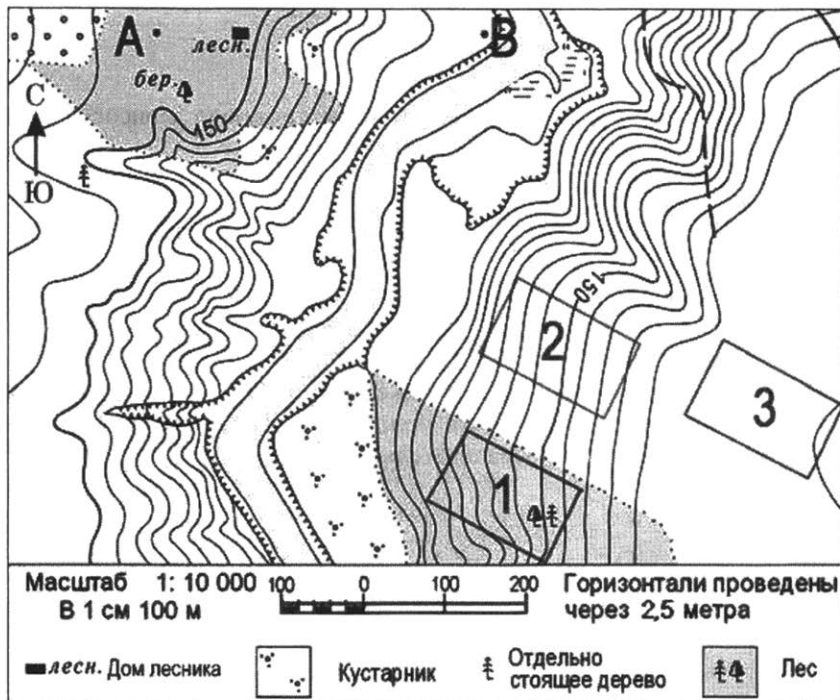 А лесн. В
бер.
150
С
Ю
150
2
3
1
Масштаб 1: 10 000
В 1 см 100 м
100 0 100 200
Горизонтали проведены
через 2,5 метра
лесн. Дом лесника
Кустарник
Отдельно
стоящее дерево
Лес